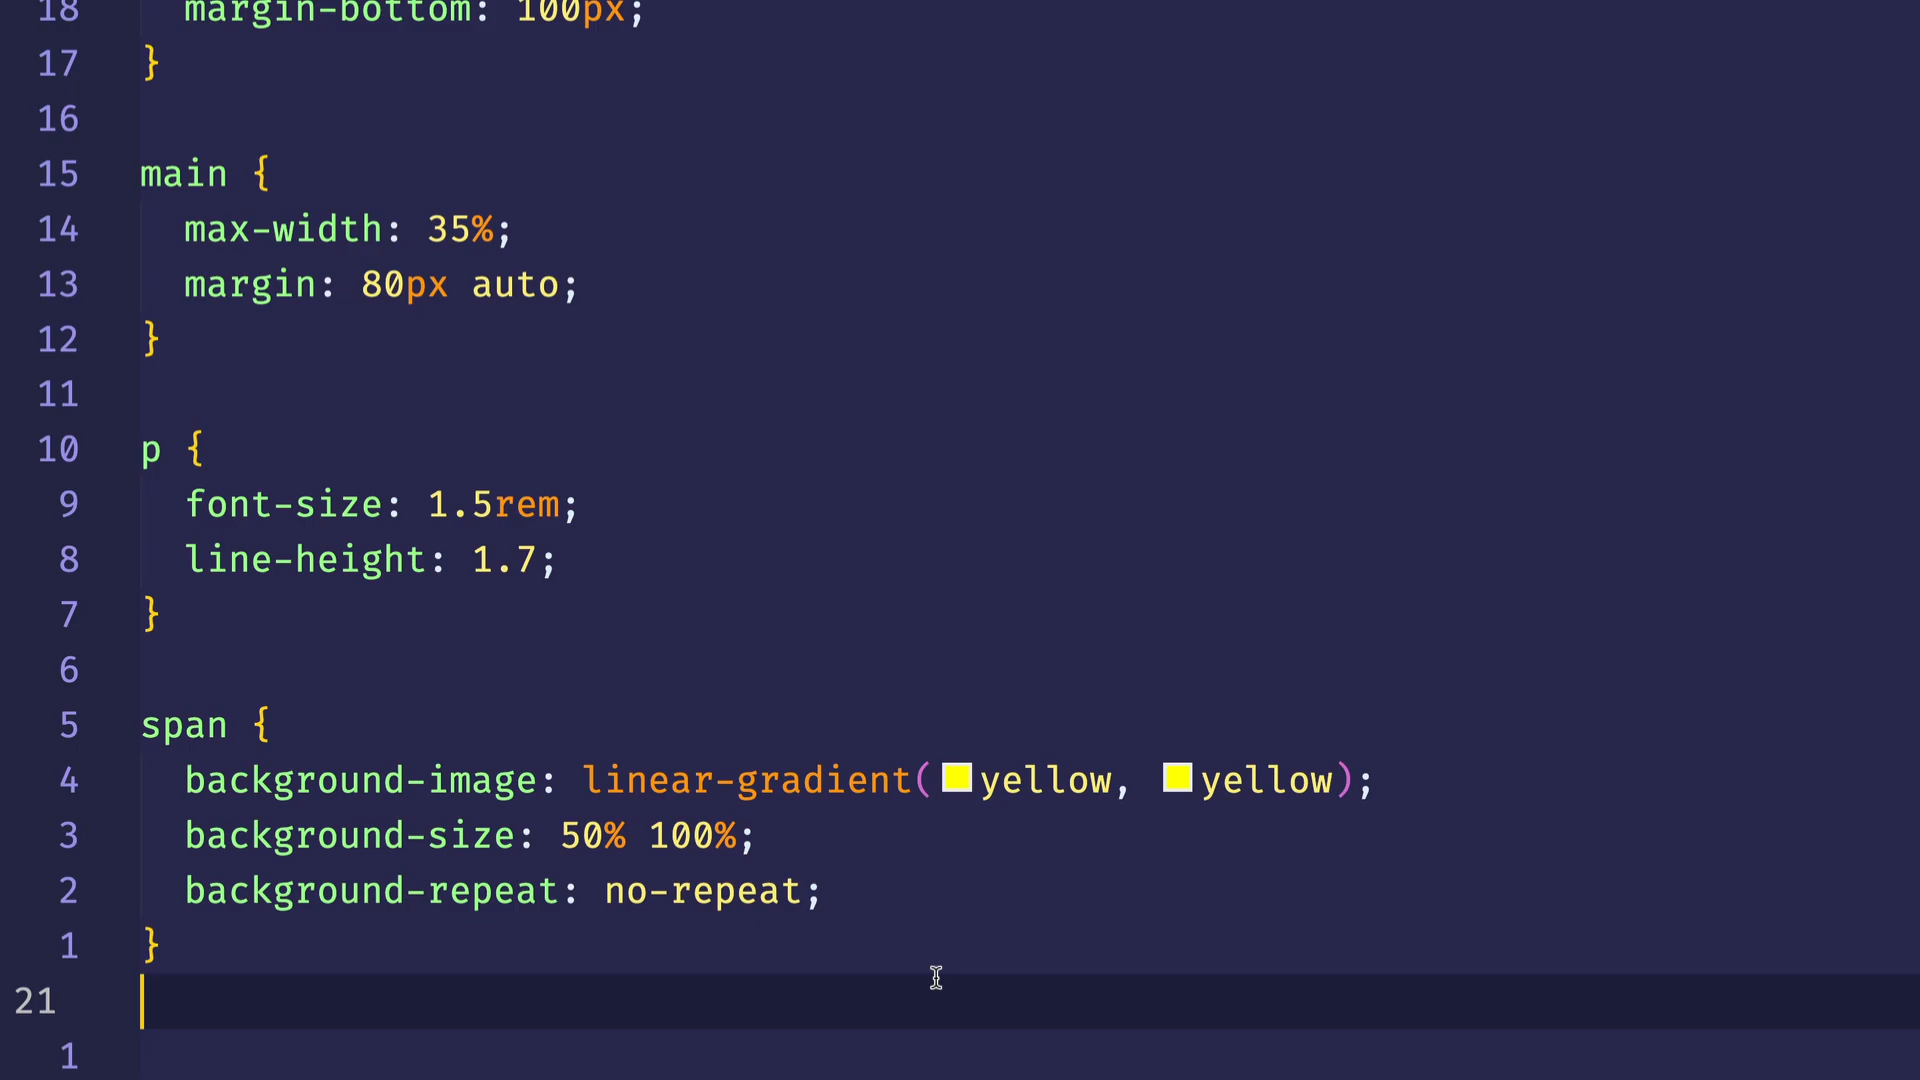 18 margin-bottom: 100px;
17 }
16
15 main {
14 max-width: 35%;
13 margin: 80px auto;
12 }
11
10 p {
9 font-size: 1.5rem;
8 line-height: 1.7;
7 }
6
5 span {
4 background-image: linear-gradient(yellow, yellow);
3 background-size: 50% 100%;
2 background-repeat: no-repeat;
1 }
21
1